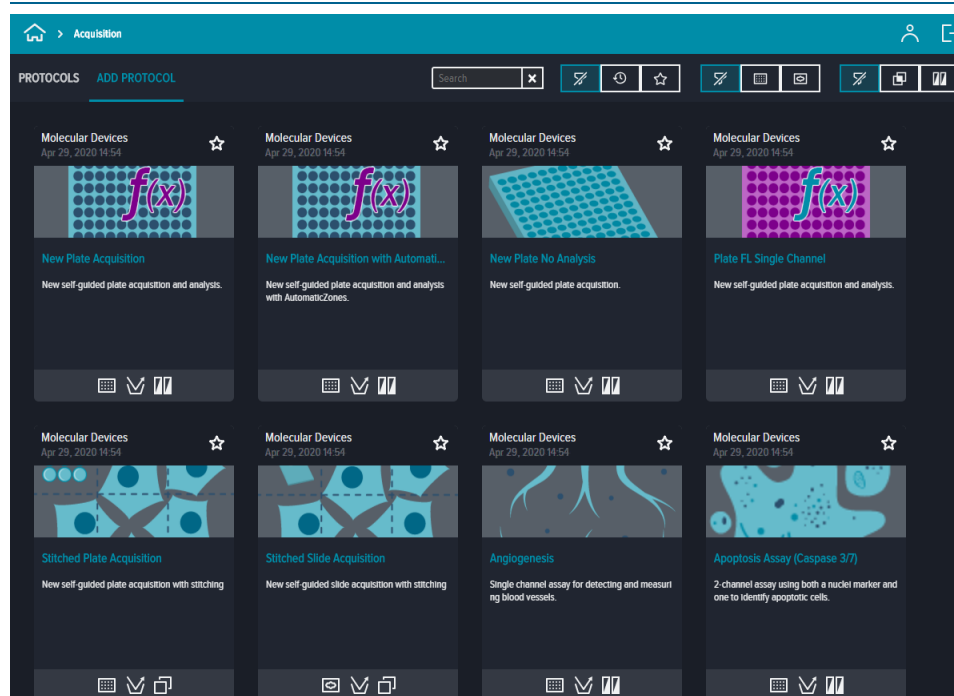 > Acquisition
PROTOCOLS ADD PROTOCOL Search
Molecular Devices
Apr 29, 2020 14:54
f(x)
New Plate Acquisition
New self-guided plate acquisition and analysis.
Molecular Devices
Apr 29, 2020 14:54
f(x)
New Plate Acquisition with Automati...
New self-guided plate acquisition and analysis
with AutomaticZones.
Molecular Devices
Apr 29, 2020 14:54
New Plate No Analysis
New self-guided plate acquisition.
Molecular Devices
Apr 29, 2020 14:54
f(x)
Plate FL Single Channel
New self-guided plate acquisition and analysis.
Molecular Devices
Apr 29, 2020 14:54
Stitched Plate Acquisition
New self-guided plate acquisition with stitching
Molecular Devices
Apr 29, 2020 14:54
Stitched Slide Acquisition
New self-guided slide acquisition with stitching
Molecular Devices
Apr 29, 2020 14:54
Angiogenesis
Single channel assay for detecting and measuri
ng blood vessels.
Molecular Devices
Apr 29, 2020 14:54
Apoptosis Assay (Caspase 3/7)
2-channel assay using both a nuclei marker and
one to identify apoptotic cells.